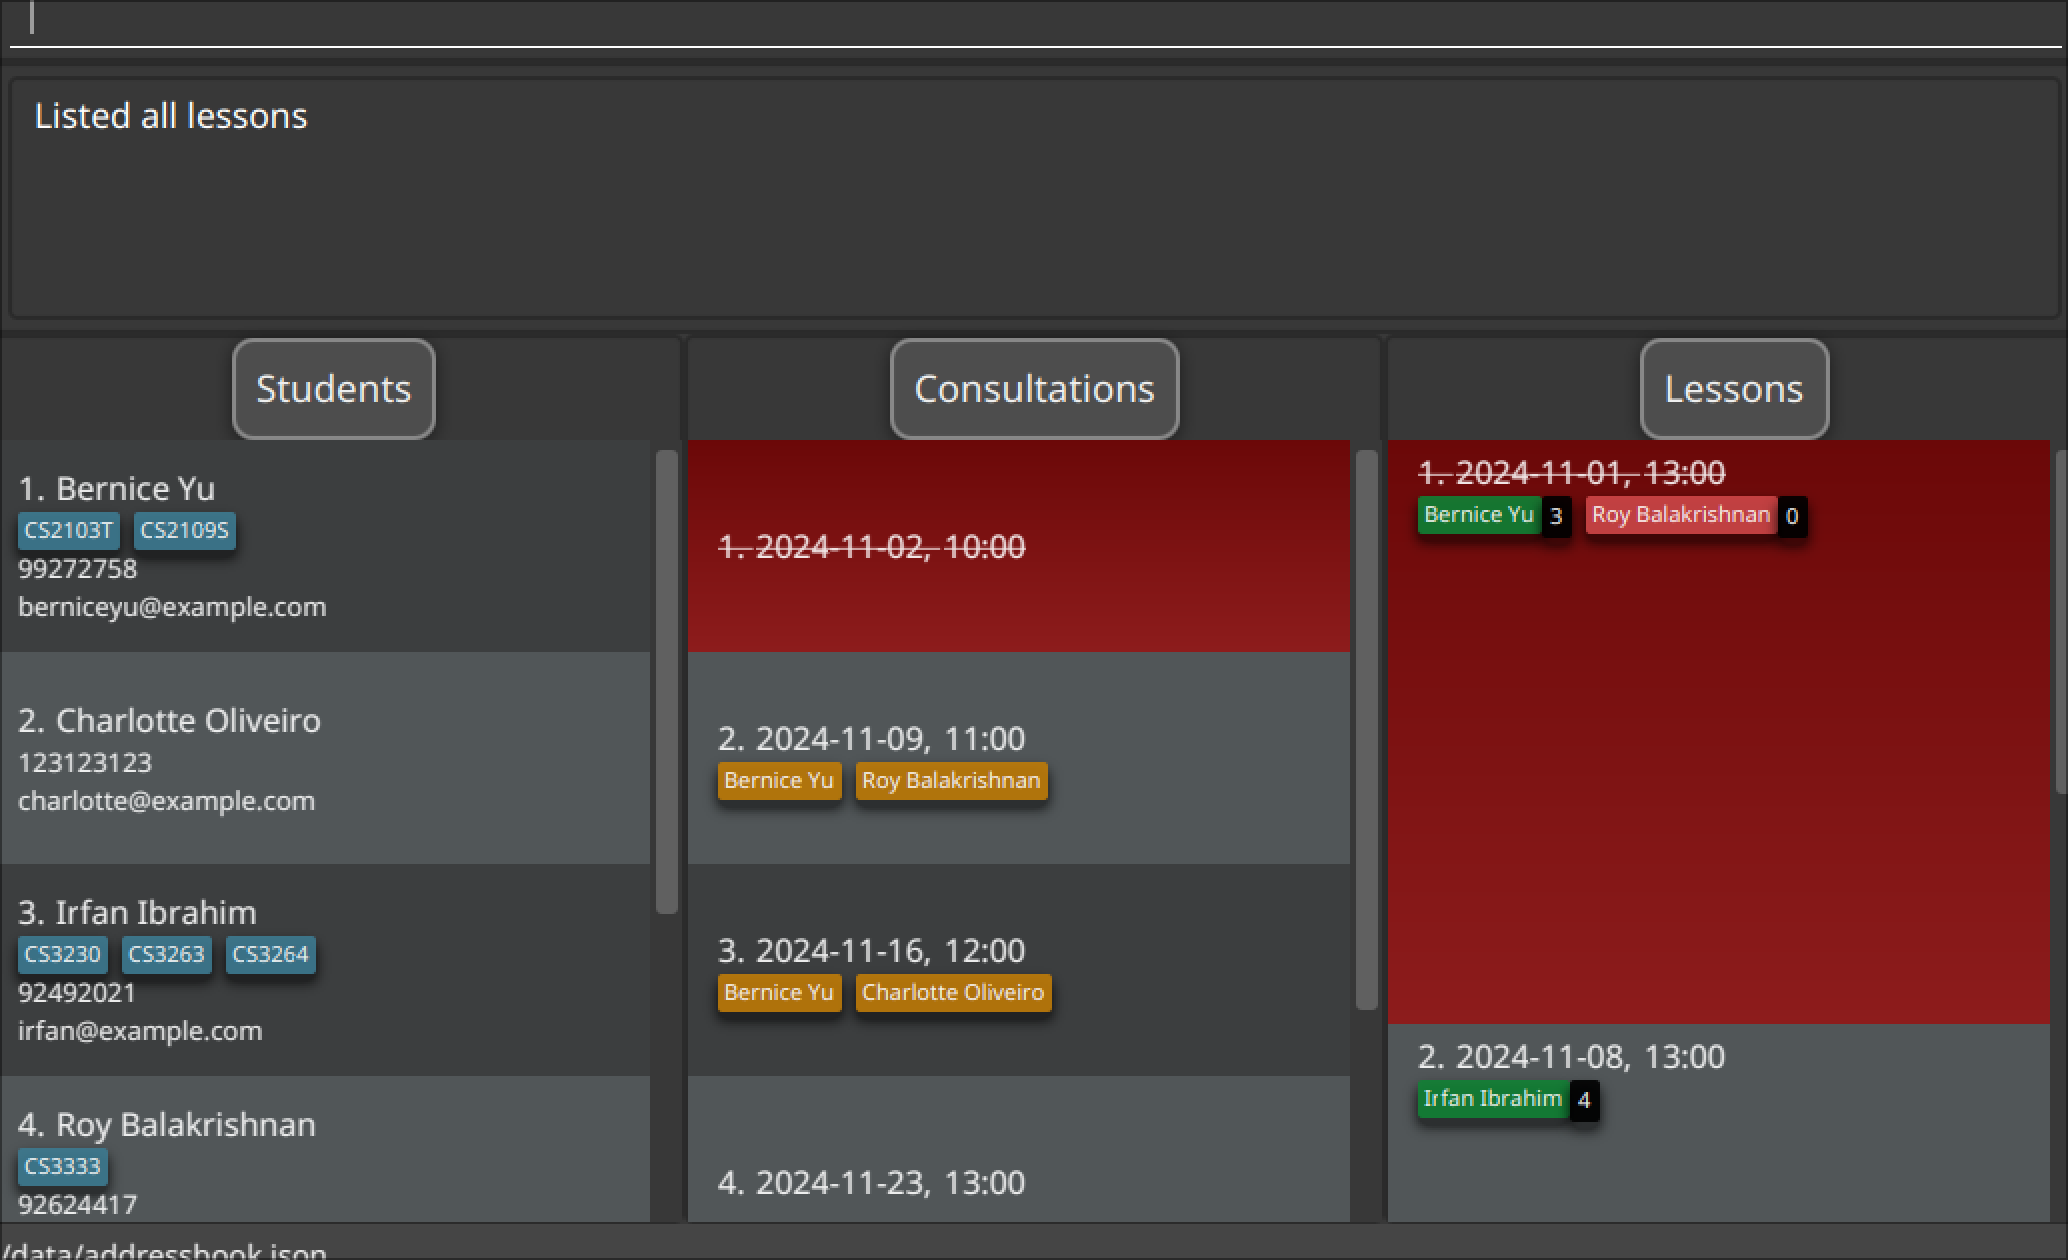 Listed all lessons
Students
1. Bernice Yu
CS2103T CS2109S
99272758
berniceyu@example.com
2. Charlotte Oliveiro
123123123
charlotte@example.com
3. Irfan Ibrahim
CS3230 CS3263 CS3264
92492021
irfan@example.com
4. Roy Balakrishnan
CS3333
92624417
Consultations
1. 2024-11-02, 10:00
2. 2024-11-09, 11:00
Bernice Yu Roy Balakrishnan
3. 2024-11-16, 12:00
Bernice Yu Charlotte Oliveiro
4. 2024-11-23, 13:00
Lessons
1. 2024-11-01, 13:00
Bernice Yu 3 Roy Balakrishnan 0
2. 2024-11-08, 13:00
Irfan Ibrahim 4
/data/addressbook.json